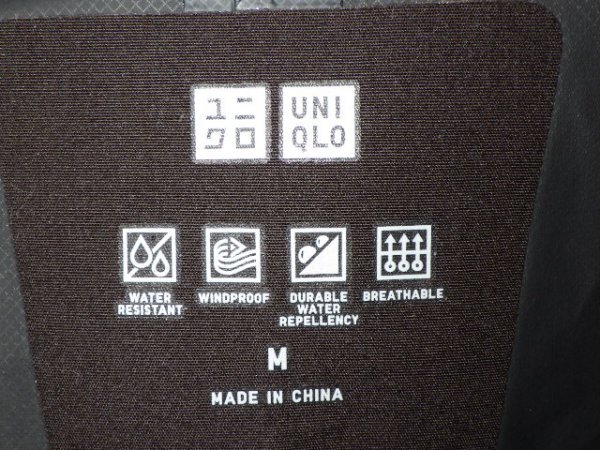 ユニ
クロ
UNI
QLO
WATER
RESISTANT
WINDPROOF
DURABLE
WATER
REPELLENCY
BREATHABLE
M
MADE IN CHINA